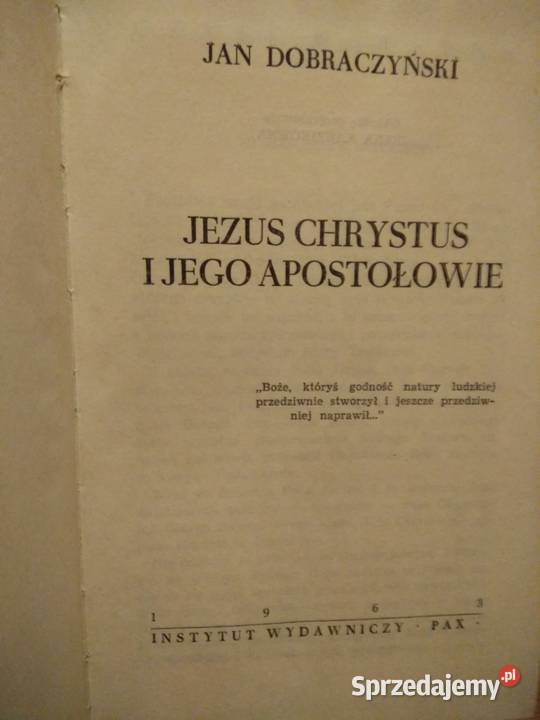 JAN DOBRACZYŃSKI
JEZUS CHRYSTUS
I JEGO APOSTOŁOWIE
„Boże, któryś godność natury ludzkiej
przedziwnie stworzył i jeszcze przedziw-
niej naprawił..."
1 9 6 3
INSTYTUT WYDAWNICZY · PAX ·
Sprzedajemy.pl